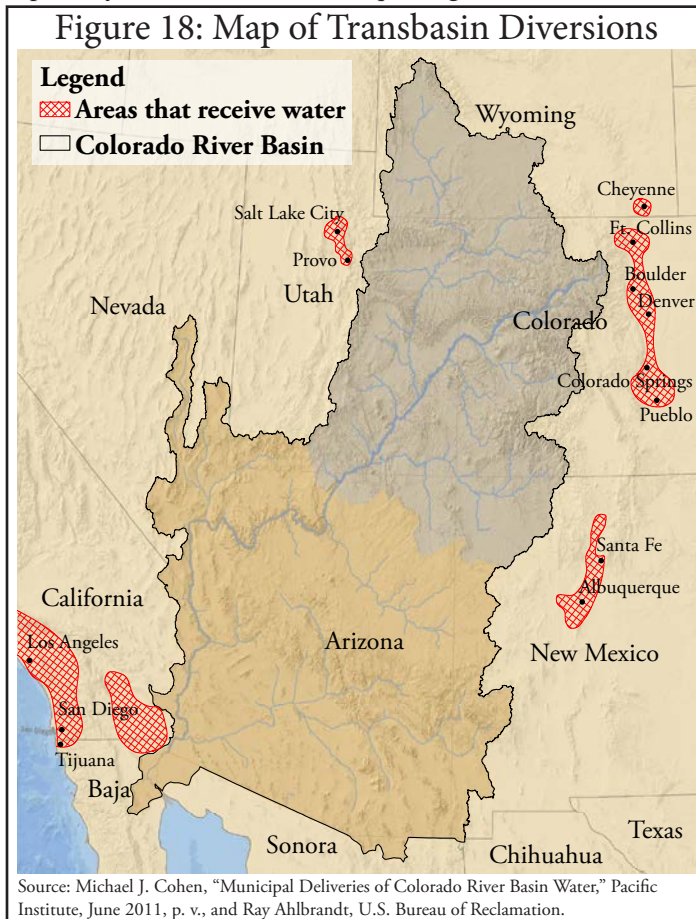 Figure 18: Map of Transbasin Diversions
Legend
Areas that receive water
Colorado River Basin
Wyoming
Cheyenne
Salt Lake City
Ft. Collins
Provo
Boulder
Utah
Nevada
Denver
Colorado
Colorado Springs
Pueblo
Santa Fe
California
Albuquerque
Los Angeles
Arizona
New Mexico
San Diego
Tijuana
Baja
Texas
Sonora
Chihuahua
Source: Michael J. Cohen, “Municipal Deliveries of Colorado River Basin Water,” Pacific
Institute, June 2011, p. v., and Ray Ahlbrandt, U.S. Bureau of Reclamation.